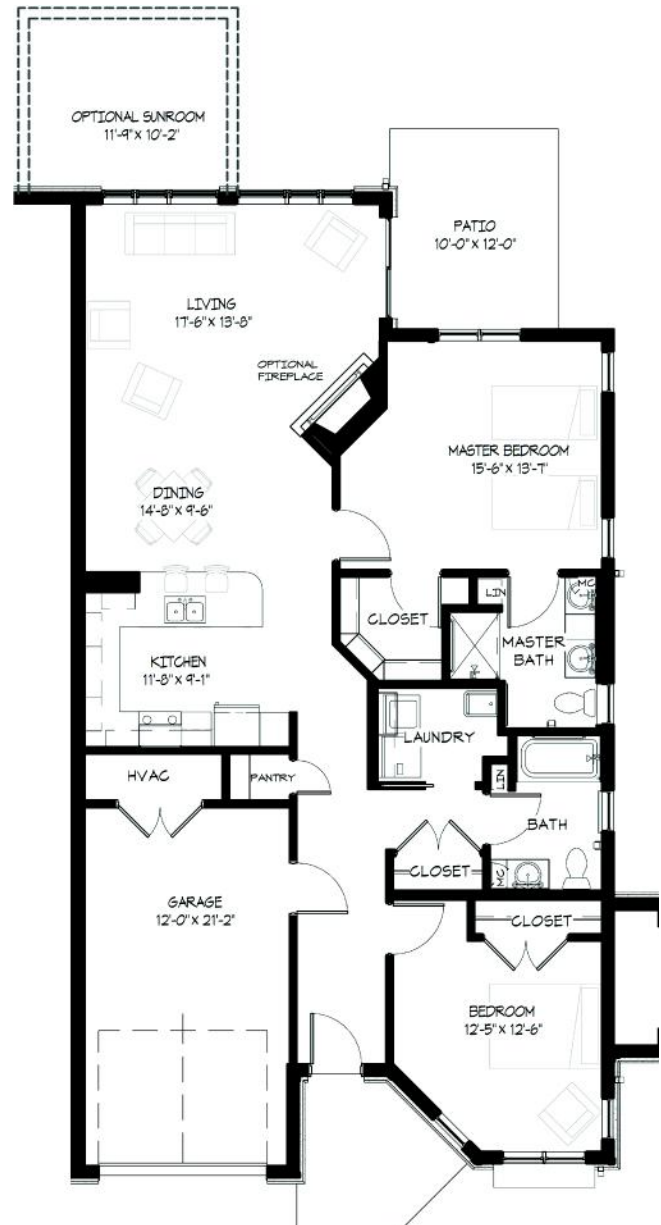 OPTIONAL SUNROOM
11'-9" X 10'-2"
PATIO
10'-0" X 12'-0"
LIVING
17'-6" X 13'-8"
OPTIONAL
FIREPLACE
MASTER BEDROOM
15'-6" X 13'-7"
DINING
14'-8" X 9'-6"
LIN
MC
CLOSET
MASTER
BATH
KITCHEN
11'-8" X 9'-1"
LAUNDRY
HVAC
PANTRY
LIN
BATH
CLOSET
MC
GARAGE
12'-0" X 21'-2"
CLOSET
BEDROOM
12'-5" X 12'-6"